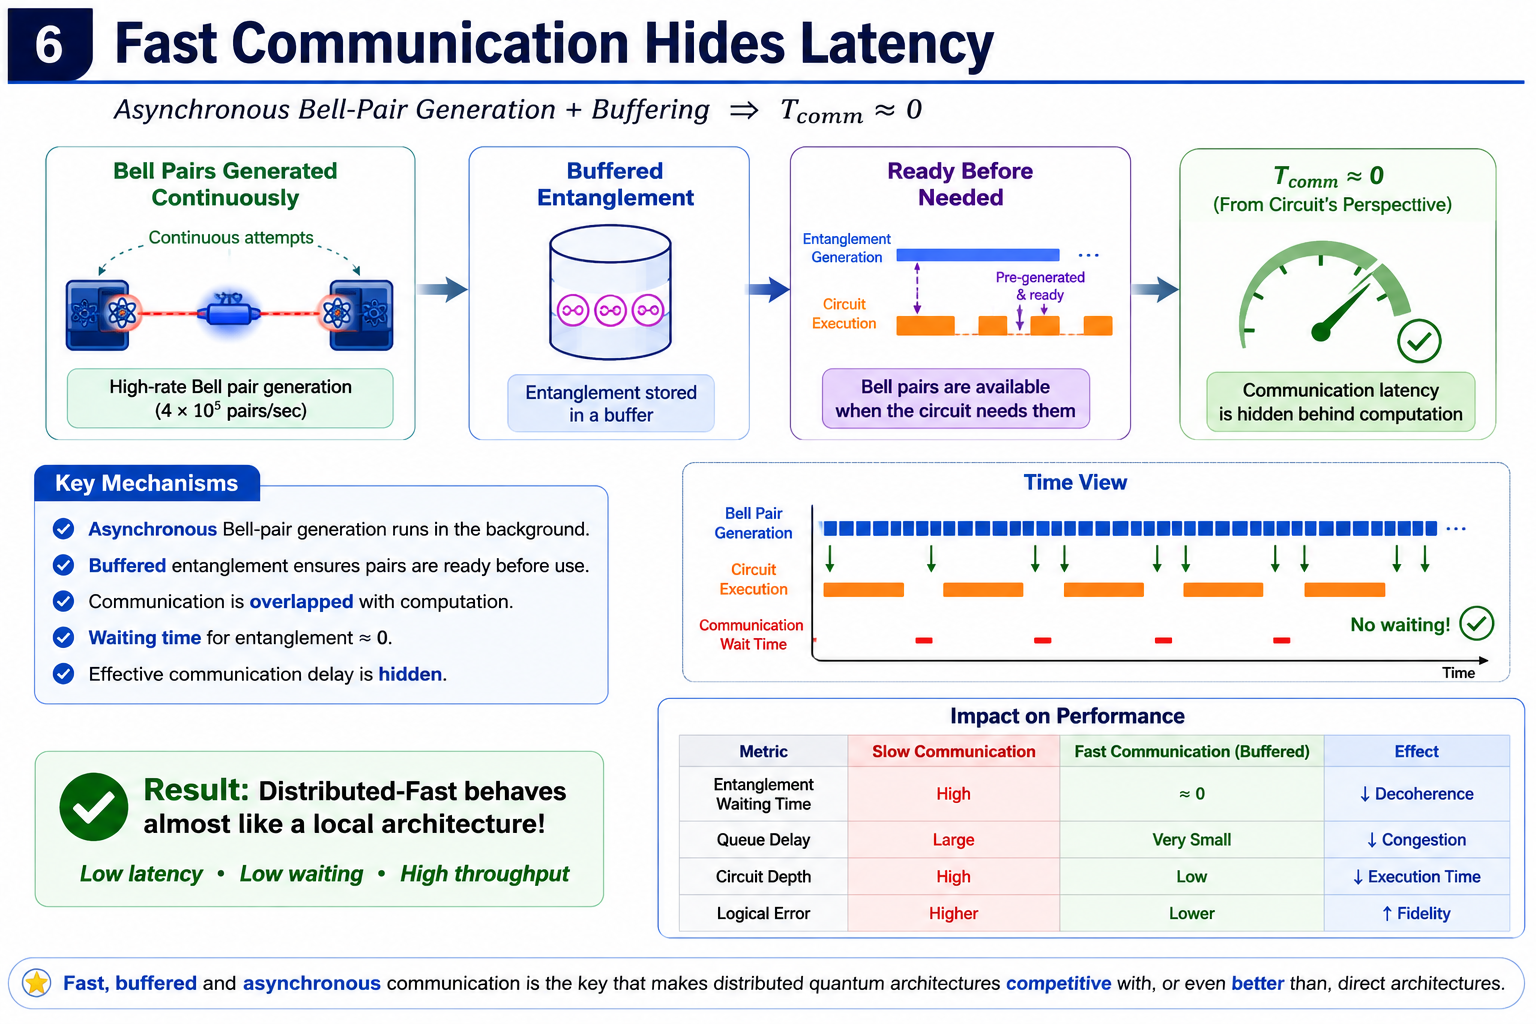 6
Fast Communication Hides Latency
Asynchronous Bell-Pair Generation + Buffering ⇒ T_comm ≈ 0
Bell Pairs Generated
Continuously
Continuous attempts
High-rate Bell pair generation
(4 × 10⁵ pairs/sec)
Buffered
Entanglement
Entanglement stored
in a buffer
Ready Before
Needed
Entanglement
Generation
...
Pre-generated
& ready
Circuit
Execution
Bell pairs are available
when the circuit needs them
T_comm ≈ 0
(From Circuit's Perspective)
Communication latency
is hidden behind computation
Key Mechanisms
Asynchronous Bell-pair generation runs in the background.
Buffered entanglement ensures pairs are ready before use.
Communication is overlapped with computation.
Waiting time for entanglement ≈ 0.
Effective communication delay is hidden.
Result: Distributed-Fast behaves
almost like a local architecture!
Low latency • Low waiting • High throughput
Time View
Bell Pair
Generation
...
Circuit
Execution
Communication
Wait Time
No waiting!
Time
Impact on Performance
Metric Slow Communication Fast Communication (Buffered) Effect
Entanglement
Waiting Time High ≈ 0 ↓ Decoherence
Queue Delay Large Very Small ↓ Congestion
Circuit Depth High Low ↓ Execution Time
Logical Error Higher Lower ↑ Fidelity
Fast, buffered and asynchronous communication is the key that makes distributed quantum architectures competitive with, or even better than, direct architectures.